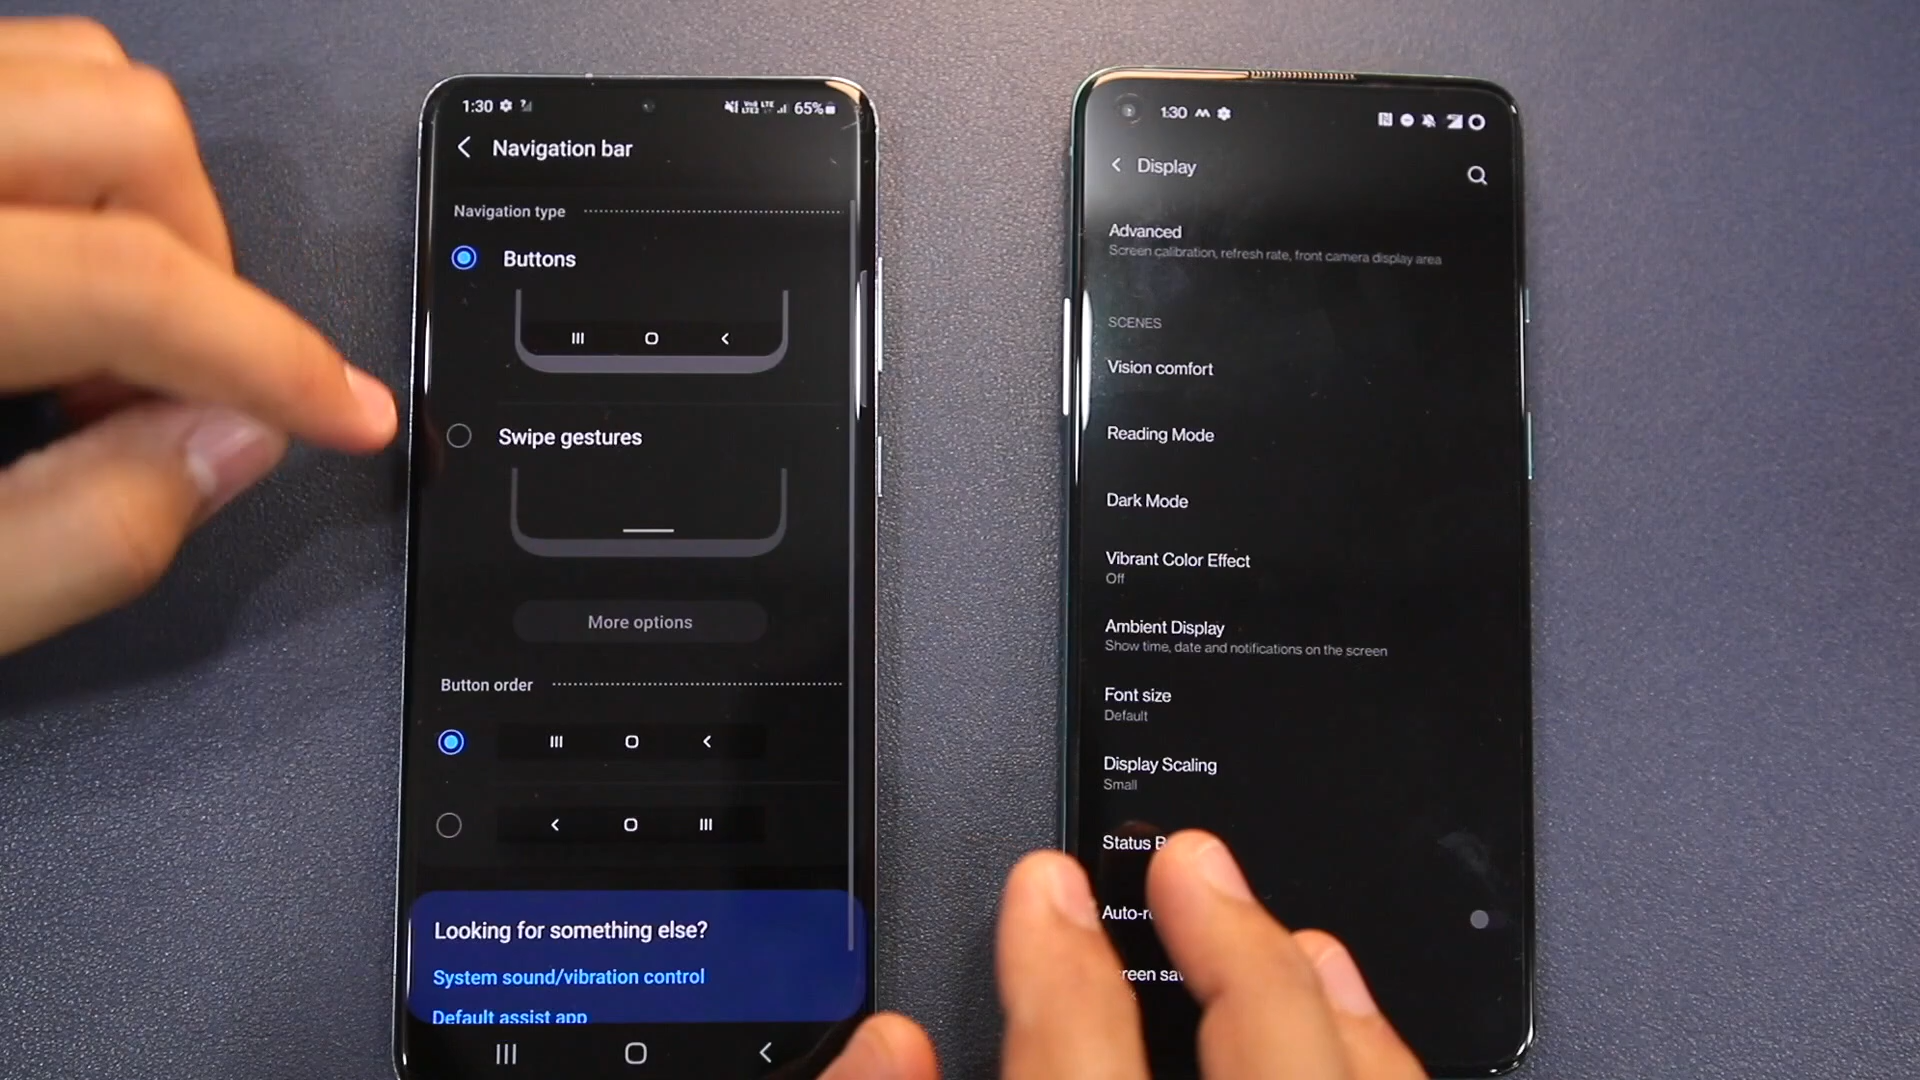 1:30
65%
Navigation bar
Navigation type
Buttons
Swipe gestures
More options
Button order
Looking for something else?
System sound/vibration control
Default assist app
1:30
Display
Advanced
Screen calibration, refresh rate, front camera display area
SCENES
Vision comfort
Reading Mode
Dark Mode
Vibrant Color Effect
Off
Ambient Display
Show time, date and notifications on the screen
Font size
Default
Display Scaling
Small
Status B
Auto-r